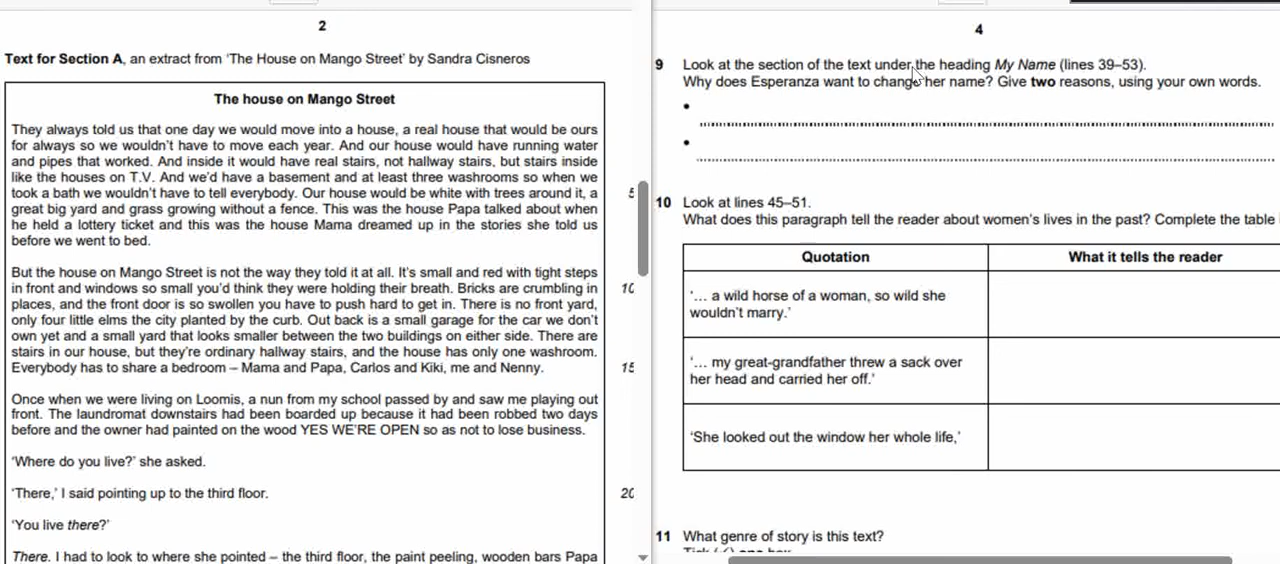 2
Text for Section A, an extract from ‘The House on Mango Street’ by Sandra Cisneros
The house on Mango Street
They always told us that one day we would move into a house, a real house that would be ours
for always so we wouldn’t have to move each year. And our house would have running water
and pipes that worked. And inside it would have real stairs, not hallway stairs, but stairs inside
like the houses on T.V. And we’d have a basement and at least three washrooms so when we
took a bath we wouldn’t have to tell everybody. Our house would be white with trees around it, a
5
great big yard and grass growing without a fence. This was the house Papa talked about when
he held a lottery ticket and this was the house Mama dreamed up in the stories she told us
before we went to bed.
But the house on Mango Street is not the way they told it at all. It’s small and red with tight steps
in front and windows so small you’d think they were holding their breath. Bricks are crumbling in
10
places, and the front door is so swollen you have to push hard to get in. There is no front yard,
only four little elms the city planted by the curb. Out back is a small garage for the car we don’t
own yet and a small yard that looks smaller between the two buildings on either side. There are
stairs in our house, but they’re ordinary hallway stairs, and the house has only one washroom.
Everybody has to share a bedroom – Mama and Papa, Carlos and Kiki, me and Nenny.
15
Once when we were living on Loomis, a nun from my school passed by and saw me playing out
front. The laundromat downstairs had been boarded up because it had been robbed two days
before and the owner had painted on the wood YES WE’RE OPEN so as not to lose business.
‘Where do you live?’ she asked.
‘There,’ I said pointing up to the third floor.
20
‘You live there?’
There. I had to look to where she pointed – the third floor, the paint peeling, wooden bars Papa
4
9 Look at the section of the text under the heading My Name (lines 39–53).
Why does Esperanza want to change her name? Give two reasons, using your own words.
•
•
10 Look at lines 45–51.
What does this paragraph tell the reader about women’s lives in the past? Complete the table
Quotation
What it tells the reader
‘... a wild horse of a woman, so wild she
wouldn’t marry.’
‘... my great-grandfather threw a sack over
her head and carried her off.’
‘She looked out the window her whole life,’
11 What genre of story is this text?